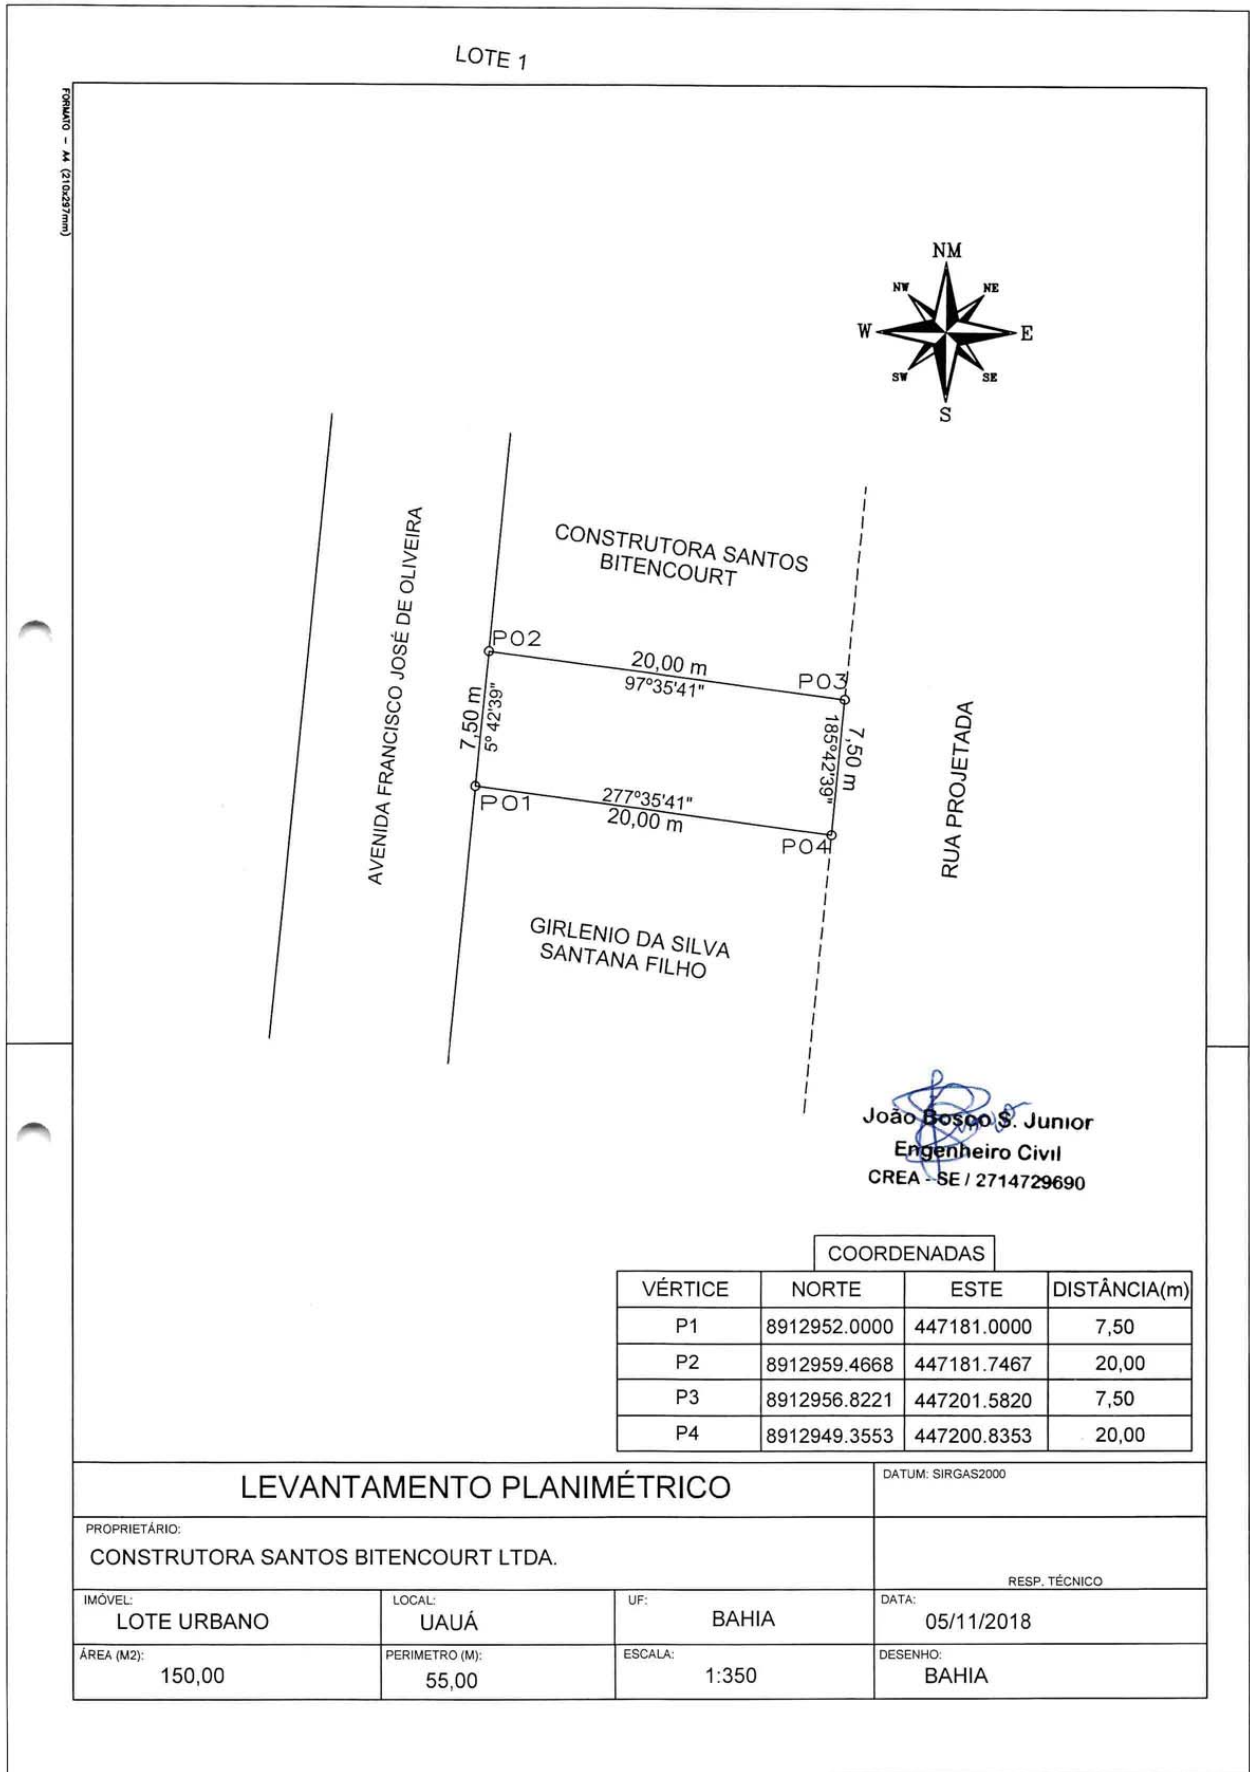 LOTE 1
FORMATO - A4 (210x297mm)
NM
NW
NE
W
E
SW
SE
S
AVENIDA FRANCISCO JOSÉ DE OLIVEIRA
CONSTRUTORA SANTOS
BITENCOURT
P02
20,00 m
97°35'41"
P03
7,50 m
5° 42'39"
185°42'39"
7,50 m
RUA PROJETADA
P01
277°35'41"
20,00 m
P04
GIRLENIO DA SILVA
SANTANA FILHO
João Bosco S. Junior
Engenheiro Civil
CREA - SE / 2714729690
COORDENADAS
VÉRTICE NORTE ESTE DISTÂNCIA(m)
P1 8912952.0000 447181.0000 7,50
P2 8912959.4668 447181.7467 20,00
P3 8912956.8221 447201.5820 7,50
P4 8912949.3553 447200.8353 20,00
LEVANTAMENTO PLANIMÉTRICO
DATUM: SIRGAS2000
PROPRIETÁRIO:
CONSTRUTORA SANTOS BITENCOURT LTDA.
RESP. TÉCNICO
IMÓVEL: LOCAL: UF: DATA:
LOTE URBANO UAUÁ BAHIA 05/11/2018
ÁREA (M2): PERIMETRO (M): ESCALA: DESENHO:
150,00 55,00 1:350 BAHIA